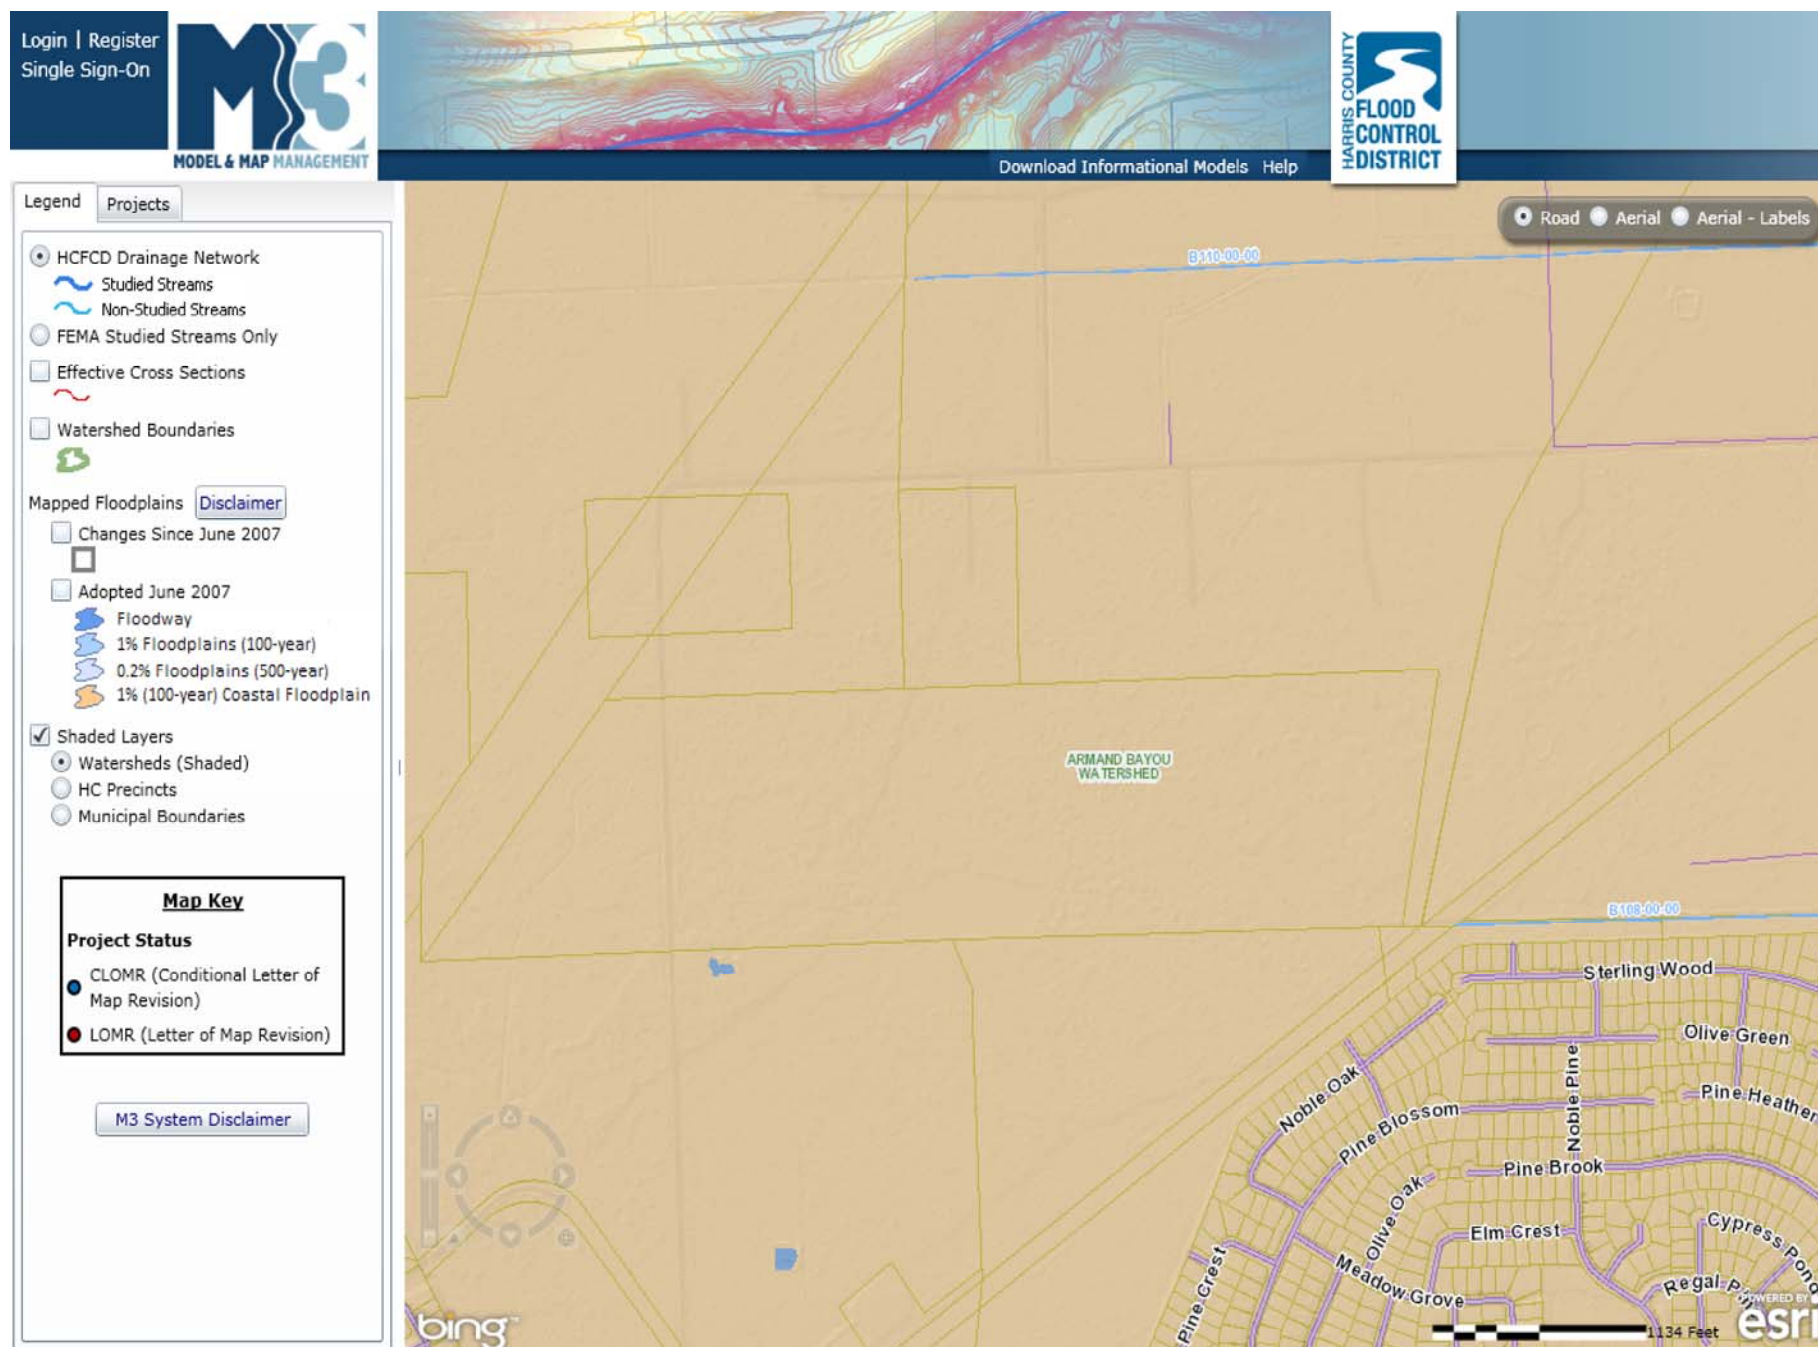 Login | Register
Single Sign-On
M3
MODEL & MAP MANAGEMENT
Download Informational Models Help
HARRIS COUNTY
FLOOD
CONTROL
DISTRICT
Legend
Projects
HCFCD Drainage Network
Studied Streams
Non-Studied Streams
FEMA Studied Streams Only
Effective Cross Sections
Watershed Boundaries
Mapped Floodplains Disclaimer
Changes Since June 2007
Adopted June 2007
Floodway
1% Floodplains (100-year)
0.2% Floodplains (500-year)
1% (100-year) Coastal Floodplain
Shaded Layers
Watersheds (Shaded)
HC Precincts
Municipal Boundaries
Map Key
Project Status
CLOMR (Conditional Letter of
Map Revision)
LOMR (Letter of Map Revision)
M3 System Disclaimer
Road Aerial Aerial - Labels
B110-00-00
ARMAND BAYOU
WATERSHED
B108-00-00
Sterling Wood
Olive Green
Noble Pine
Noble Oak
Pine Heather
Pine Blossom
Pine Brook
Olive Oak
Elm Crest
Cypress Pond
Pine Crest
Meadow Grove
Regal
bing
1134 Feet
POWERED BY
esri